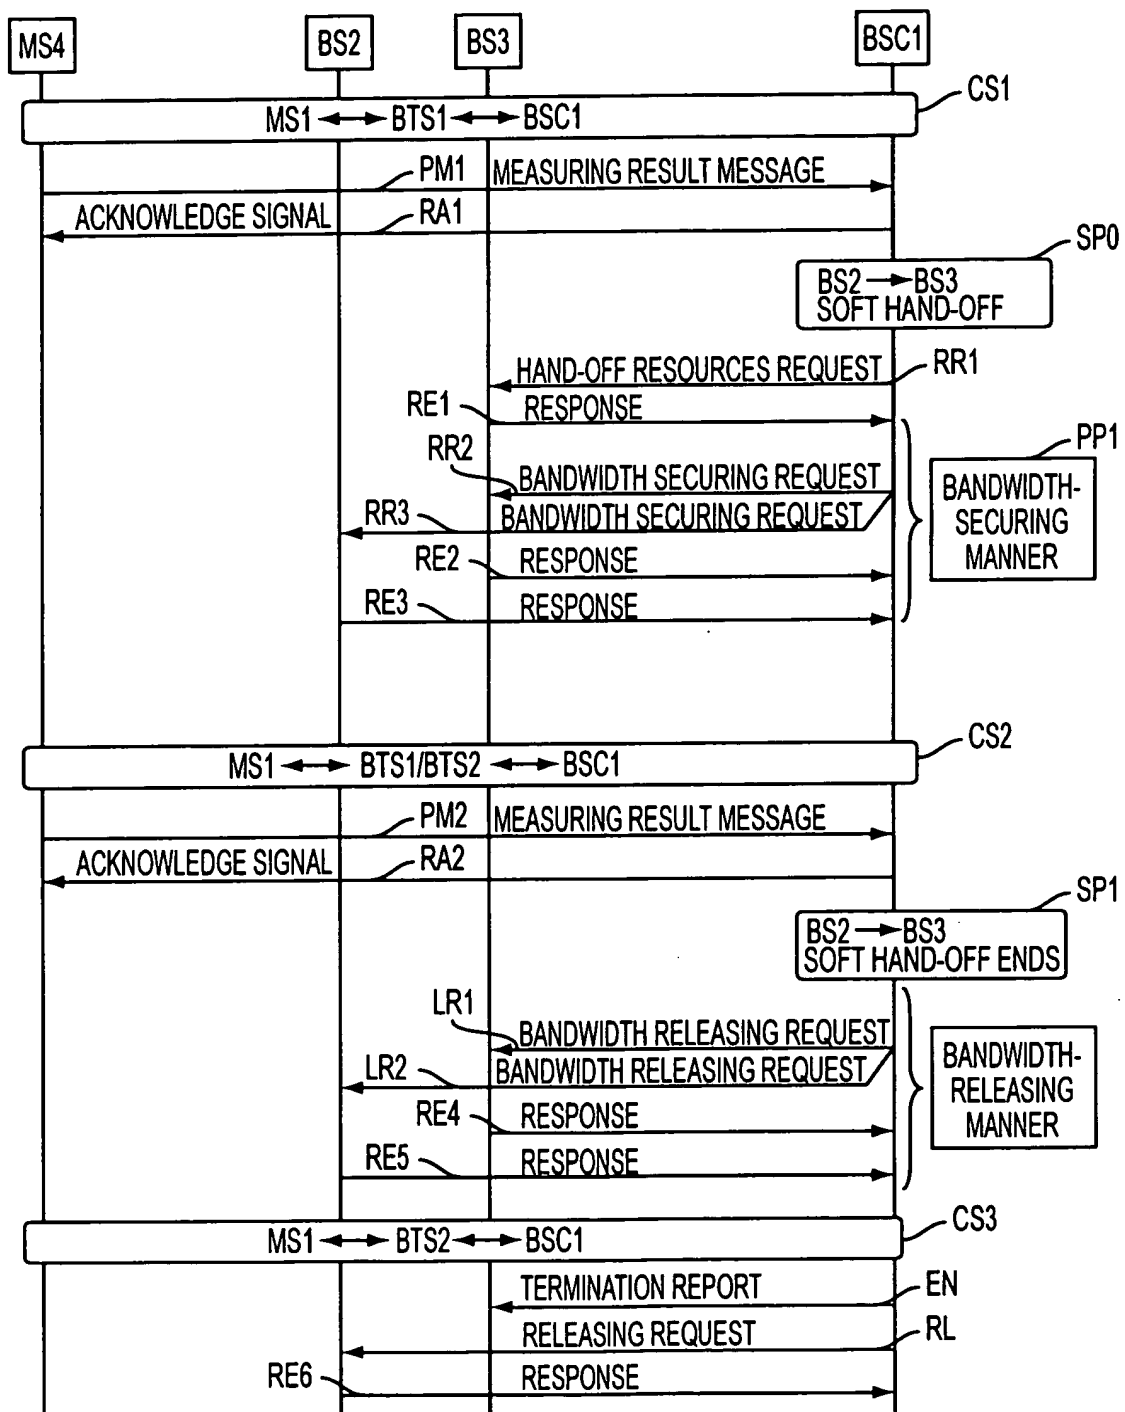 MS4 BS2 BS3 BSC1
CS1
MS1 ↔ BTS1 ↔ BSC1
PM1 MEASURING RESULT MESSAGE
ACKNOWLEDGE SIGNAL RA1
SP0
BS2 → BS3
SOFT HAND-OFF
HAND-OFF RESOURCES REQUEST RR1
RE1 RESPONSE
PP1
RR2 BANDWIDTH SECURING REQUEST
BANDWIDTH-
SECURING
MANNER
RR3 BANDWIDTH SECURING REQUEST
RE2 RESPONSE
RE3 RESPONSE
CS2
MS1 ↔ BTS1/BTS2 ↔ BSC1
PM2 MEASURING RESULT MESSAGE
ACKNOWLEDGE SIGNAL RA2
SP1
BS2 → BS3
SOFT HAND-OFF ENDS
LR1 BANDWIDTH RELEASING REQUEST
BANDWIDTH-
RELEASING
MANNER
LR2 BANDWIDTH RELEASING REQUEST
RE4 RESPONSE
RE5 RESPONSE
CS3
MS1 ↔ BTS2 ↔ BSC1
TERMINATION REPORT EN
RELEASING REQUEST RL
RE6 RESPONSE